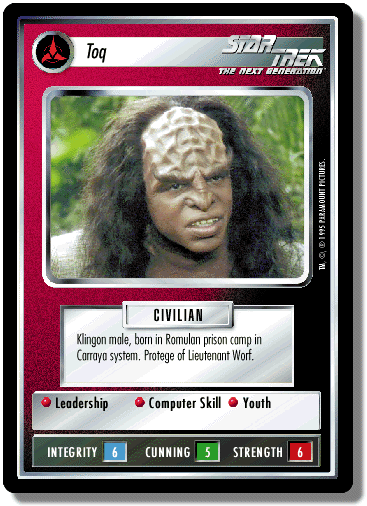 Toq
STAR TREK
THE NEXT GENERATION
TM, ©, ® 1995 PARAMOUNT PICTURES.
CIVILIAN
Klingon male, born in Romulan prison camp in
Carraya system. Protege of Lieutenant Worf.
Leadership Computer Skill Youth
INTEGRITY 6 CUNNING 5 STRENGTH 6